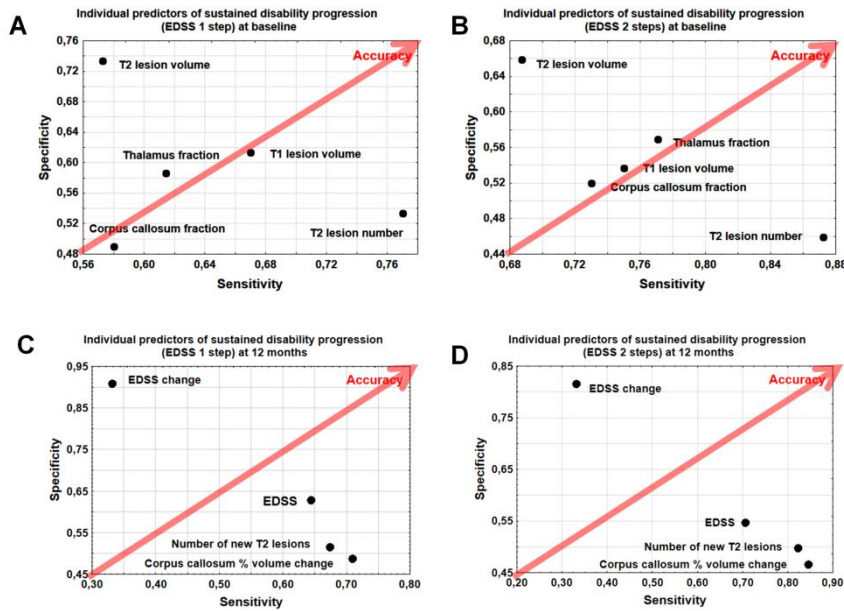 A
Individual predictors of sustained disability progression
(EDSS 1 step) at baseline
0,76
0,72
0,68
0,64
0,60
0,56
0,52
0,48
Specificity
Accuracy
T2 lesion volume
Thalamus fraction
T1 lesion volume
Corpus callosum fraction
T2 lesion number
0,56 0,60 0,64 0,68 0,72 0,76
Sensitivity
B
Individual predictors of sustained disability progression
(EDSS 2 steps) at baseline
0,68
0,64
0,60
0,56
0,52
0,48
0,44
Specificity
Accuracy
T2 lesion volume
Thalamus fraction
T1 lesion volume
Corpus callosum fraction
T2 lesion number
0,68 0,72 0,76 0,80 0,84 0,88
Sensitivity
C
Individual predictors of sustained disability progression
(EDSS 1 step) at 12 months
0,95
0,85
0,75
0,65
0,55
0,45
Specificity
Accuracy
EDSS change
EDSS
Number of new T2 lesions
Corpus callosum % volume change
0,30 0,40 0,50 0,60 0,70 0,80
Sensitivity
D
Individual predictors of sustained disability progression
(EDSS 2 steps) at 12 months
0,85
0,75
0,65
0,55
0,45
Specificity
Accuracy
EDSS change
EDSS
Number of new T2 lesions
Corpus callosum % volume change
0,20 0,30 0,40 0,50 0,60 0,70 0,80 0,90
Sensitivity